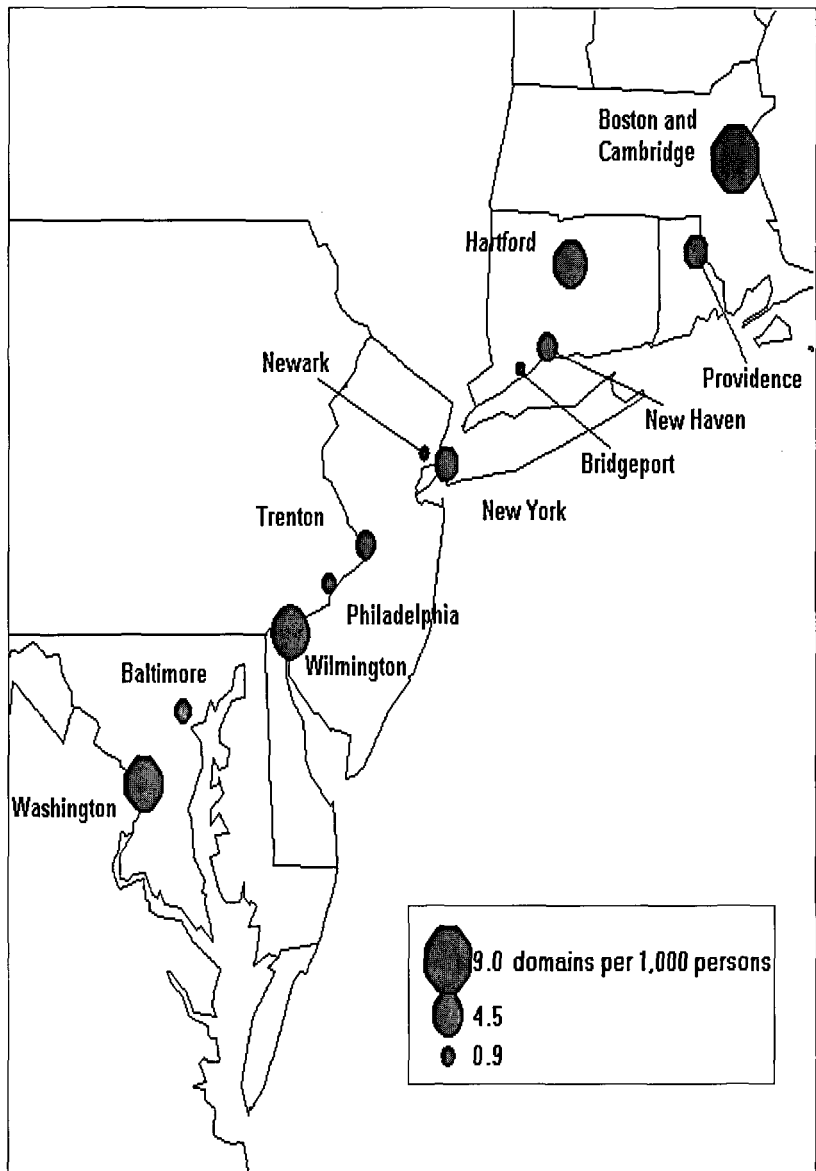 Boston and
Cambridge
Hartford
Providence
Newark
New Haven
Bridgeport
New York
Trenton
Philadelphia
Wilmington
Baltimore
Washington
9.0 domains per 1,000 persons
4.5
0.9